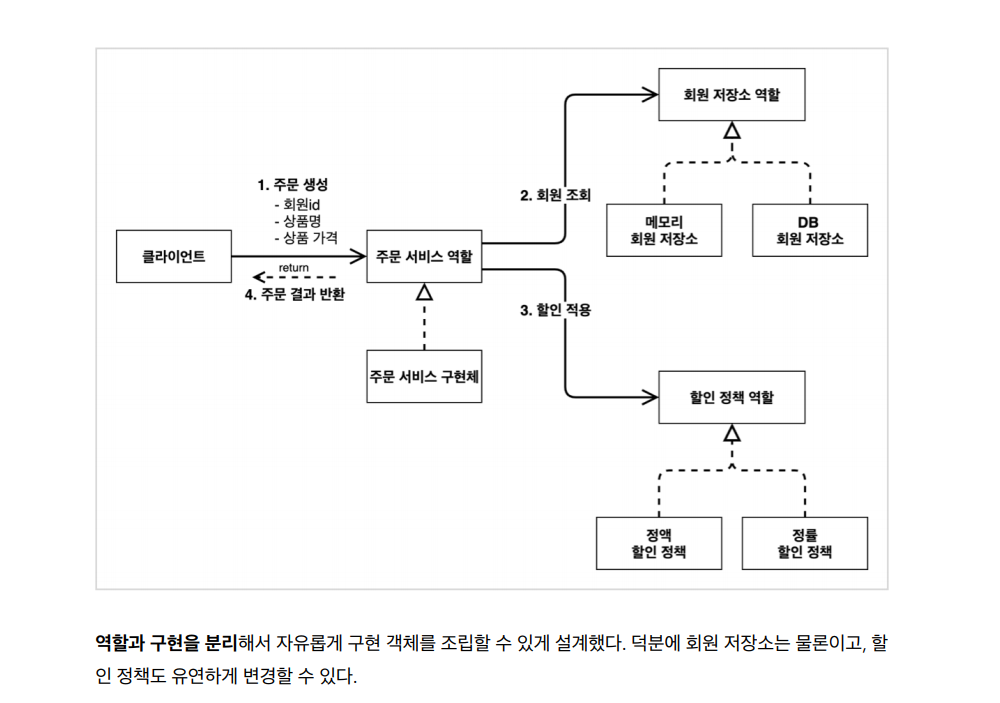 회원 저장소 역할
1. 주문 생성
- 회원id
- 상품명
- 상품 가격
2. 회원 조회
메모리
회원 저장소
DB
회원 저장소
클라이언트
주문 서비스 역할
return
4. 주문 결과 반환
3. 할인 적용
주문 서비스 구현체
할인 정책 역할
정액
할인 정책
정률
할인 정책
역할과 구현을 분리해서 자유롭게 구현 객체를 조립할 수 있게 설계했다. 덕분에 회원 저장소는 물론이고, 할
인 정책도 유연하게 변경할 수 있다.